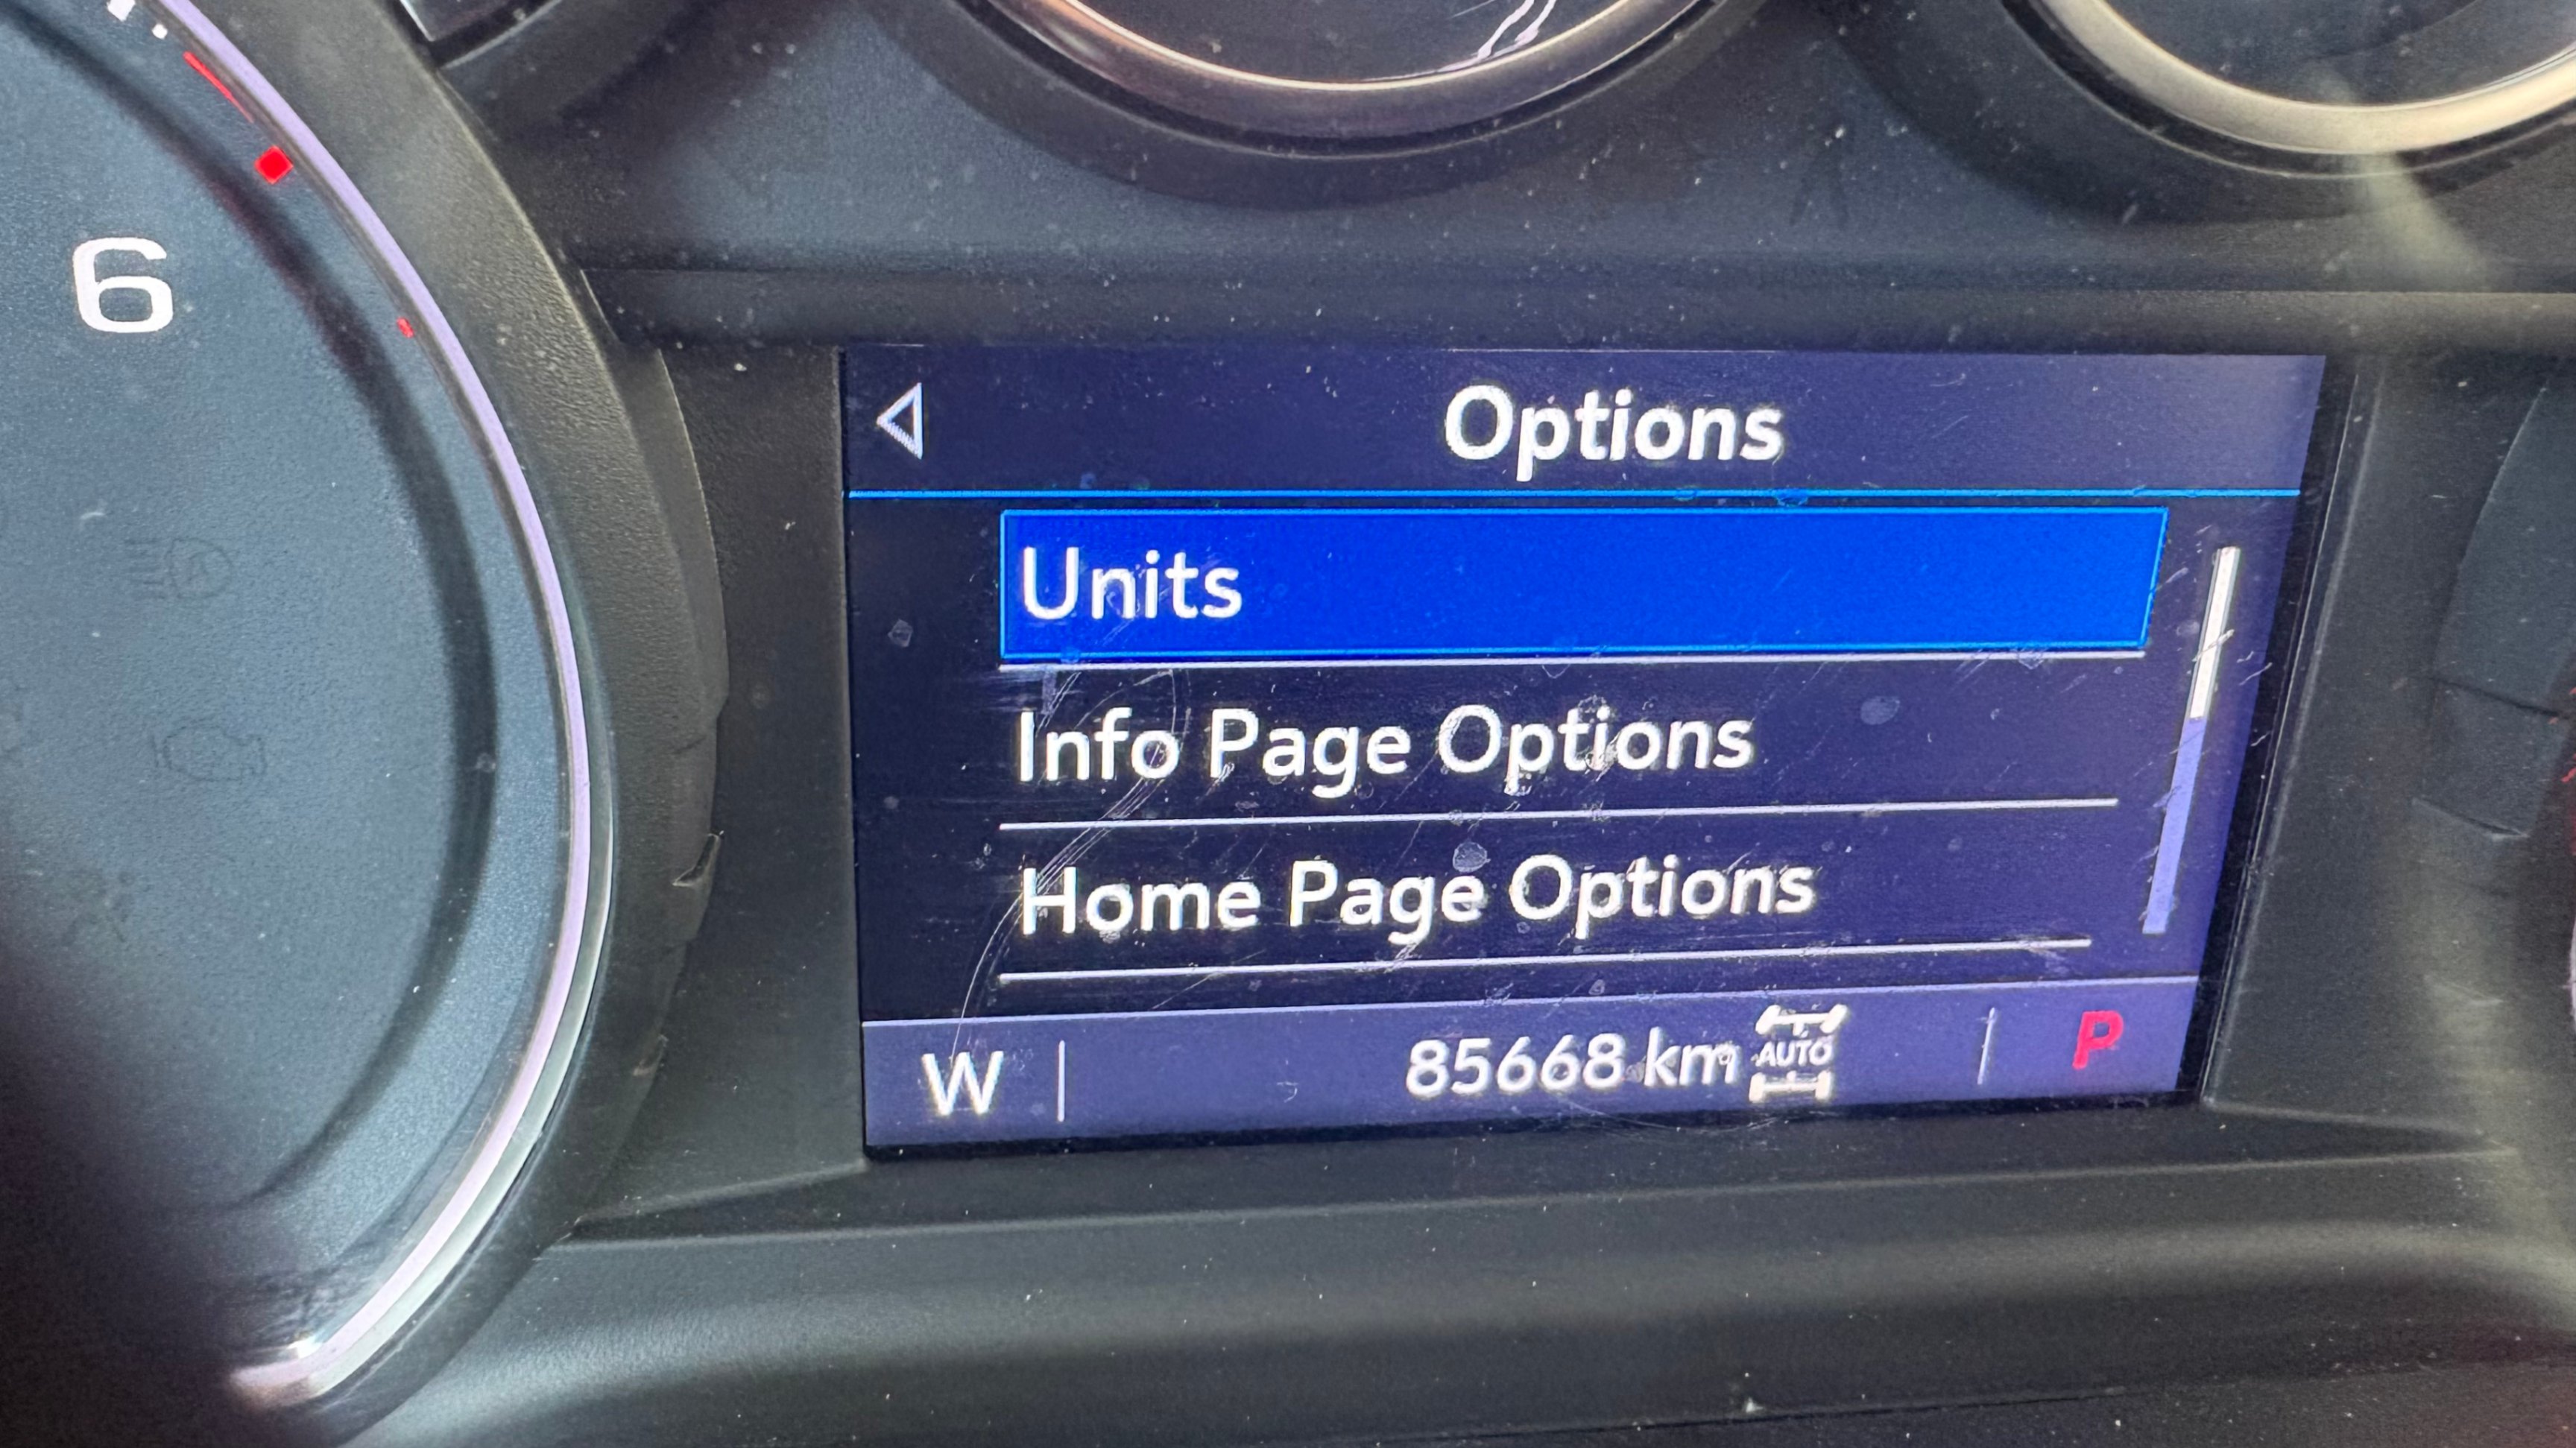 6
Options
Units
Info Page Options
Home Page Options
W 85668 km AUTO P